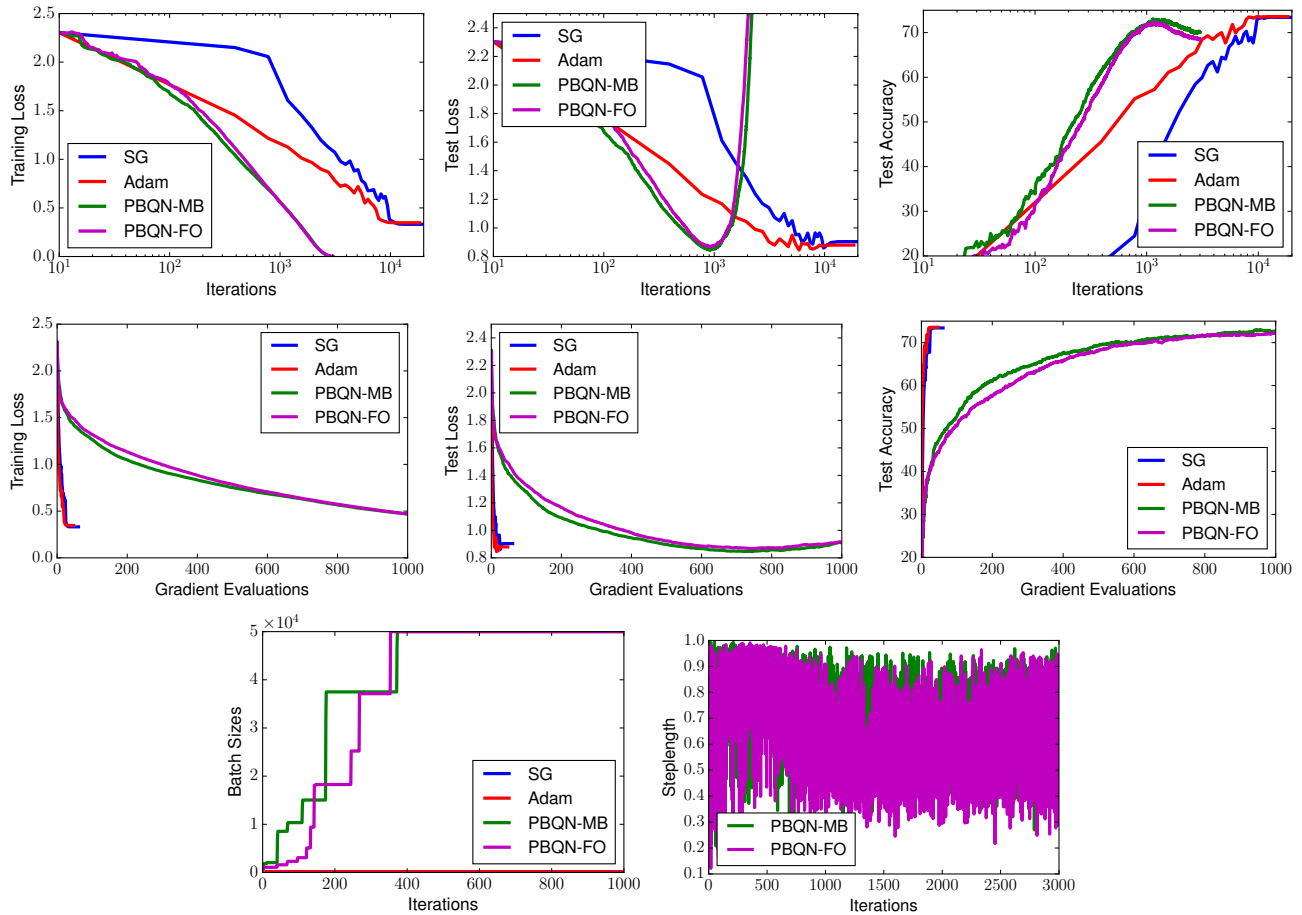 2.5
2.0
1.5
1.0
0.5
0.0
Training Loss
SG
Adam
PBQN-MB
PBQN-FO
10^1 10^2 10^3 10^4
Iterations
2.4
2.2
2.0
1.8
1.6
1.4
1.2
1.0
0.8
Test Loss
SG
Adam
PBQN-MB
PBQN-FO
10^1 10^2 10^3 10^4
Iterations
70
60
50
40
30
20
Test Accuracy
SG
Adam
PBQN-MB
PBQN-FO
10^1 10^2 10^3 10^4
Iterations
2.5
2.0
1.5
1.0
0.5
0.0
Training Loss
SG
Adam
PBQN-MB
PBQN-FO
0 200 400 600 800 1000
Gradient Evaluations
2.4
2.2
2.0
1.8
1.6
1.4
1.2
1.0
0.8
Test Loss
SG
Adam
PBQN-MB
PBQN-FO
0 200 400 600 800 1000
Gradient Evaluations
70
60
50
40
30
20
Test Accuracy
SG
Adam
PBQN-MB
PBQN-FO
0 200 400 600 800 1000
Gradient Evaluations
×10^4
5
4
3
2
1
0
Batch Sizes
SG
Adam
PBQN-MB
PBQN-FO
0 200 400 600 800 1000
Iterations
1.0
0.9
0.8
0.7
0.6
0.5
0.4
0.3
0.2
0.1
Steplength
PBQN-MB
PBQN-FO
0 500 1000 1500 2000 2500 3000
Iterations